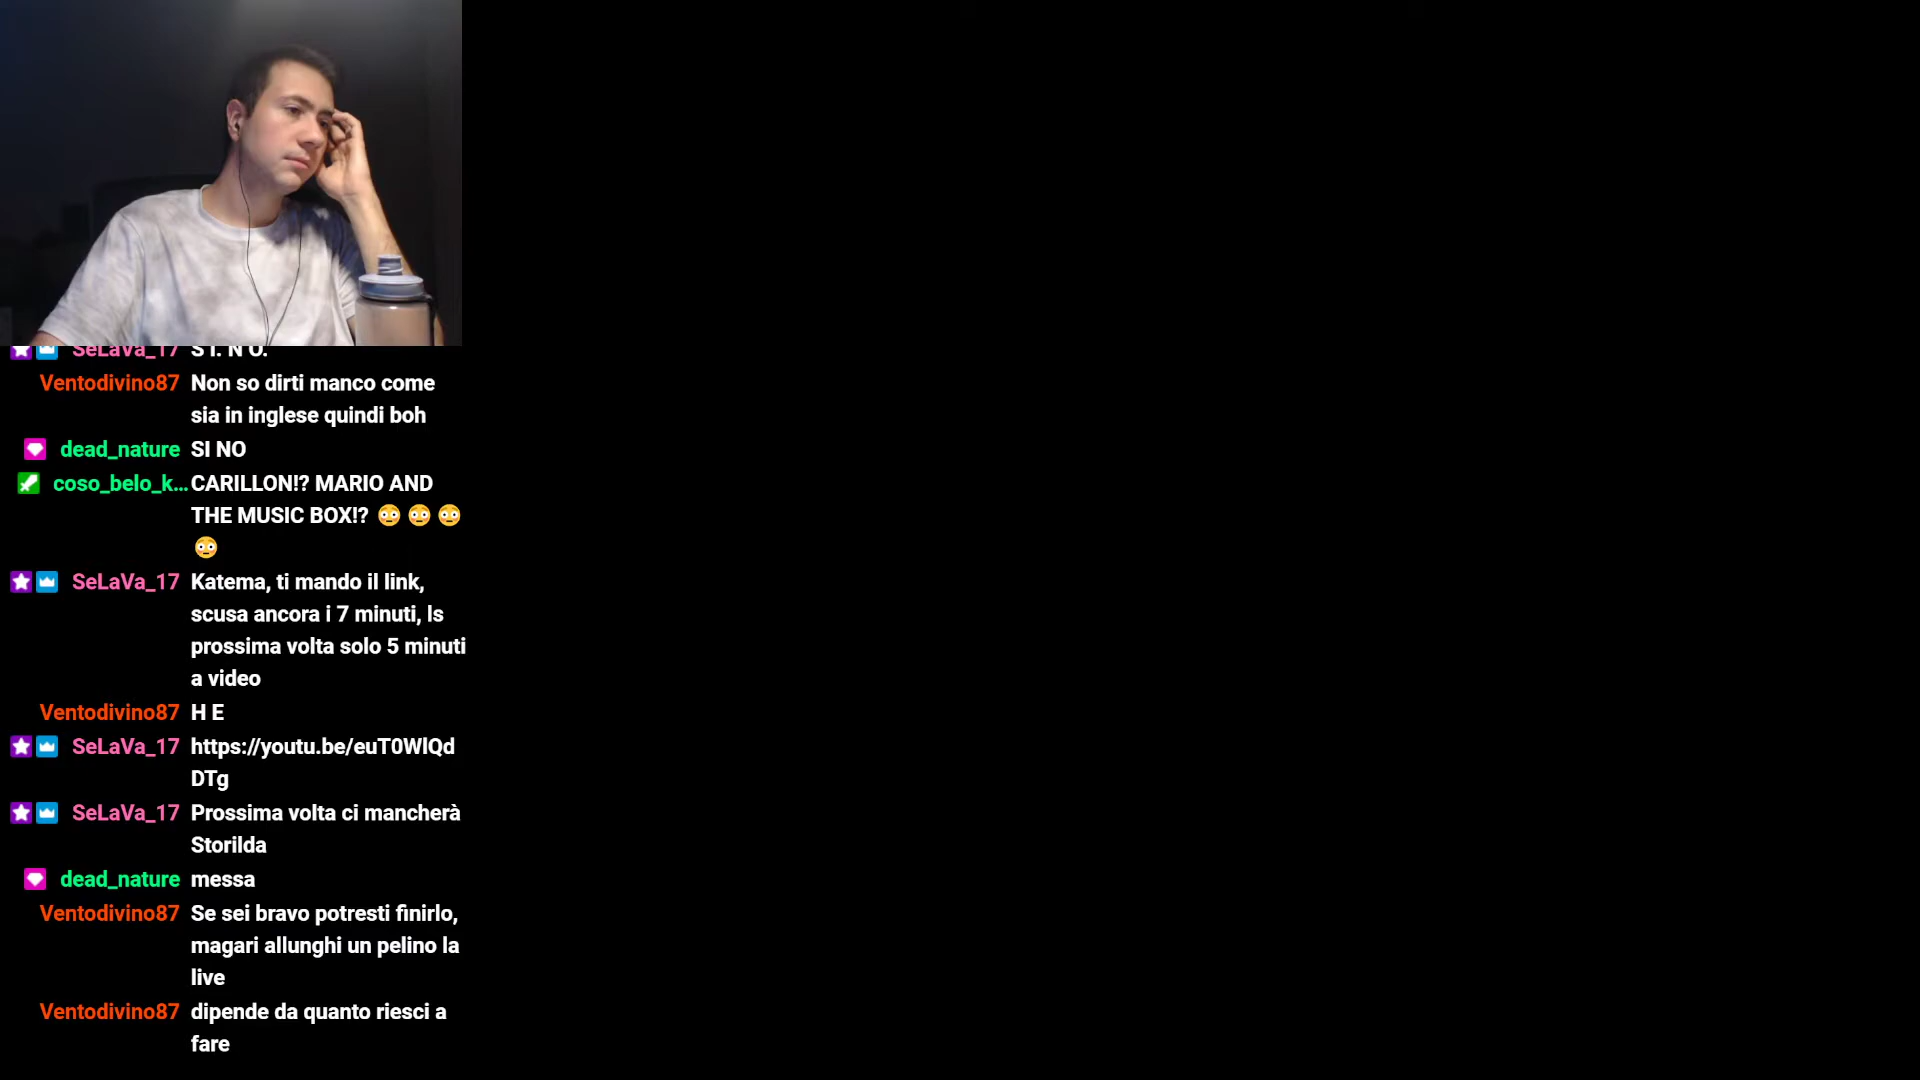 SeLaVa_17 S I. N O.
Ventodivino87 Non so dirti manco come
sia in inglese quindi boh
dead_nature SI NO
coso_belo_k... CARILLON!? MARIO AND
THE MUSIC BOX!? 😳 😳 😳
😳
SeLaVa_17 Katema, ti mando il link,
scusa ancora i 7 minuti, ls
prossima volta solo 5 minuti
a video
Ventodivino87 H E
SeLaVa_17 https://youtu.be/euT0WlQd
DTg
SeLaVa_17 Prossima volta ci mancherà
Storilda
dead_nature messa
Ventodivino87 Se sei bravo potresti finirlo,
magari allunghi un pelino la
live
Ventodivino87 dipende da quanto riesci a
fare